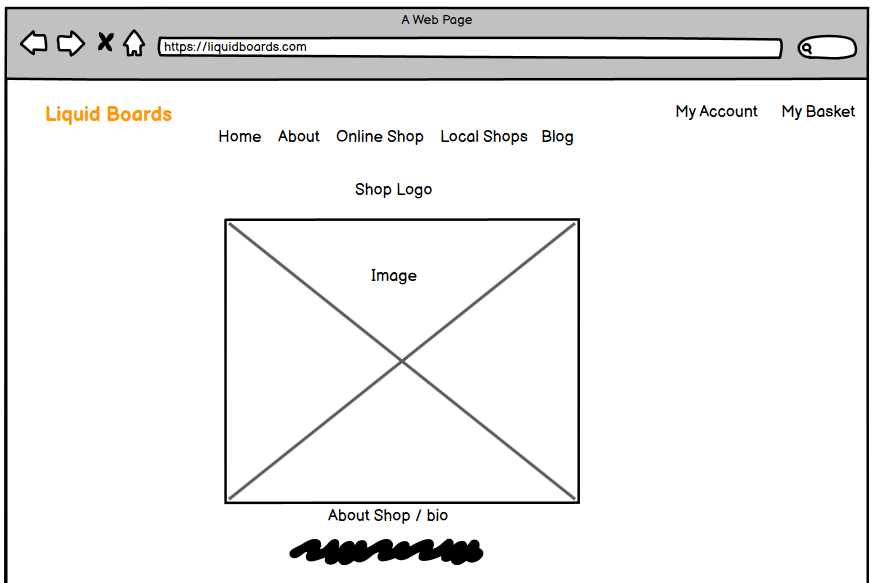 A Web Page
https://liquidboards.com
Liquid Boards
My Account My Basket
Home About Online Shop Local Shops Blog
Shop Logo
Image
About Shop / bio